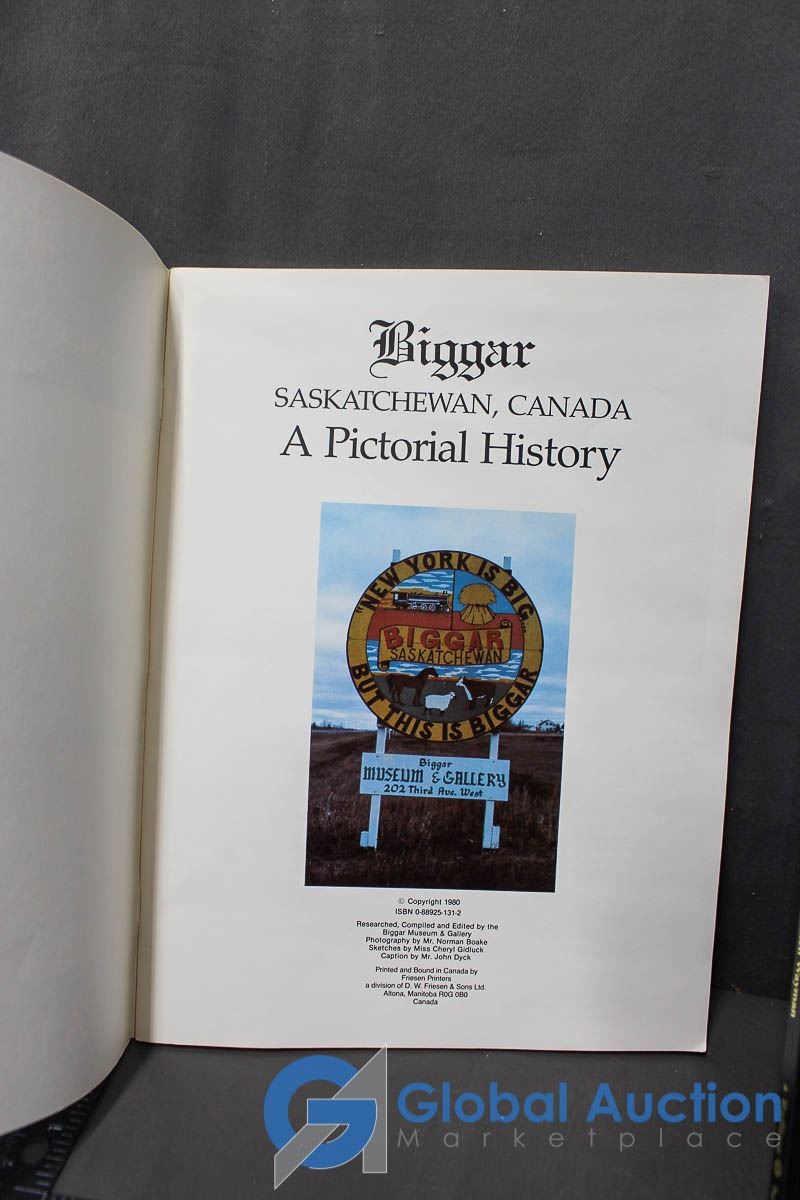 Biggar
SASKATCHEWAN, CANADA
A Pictorial History
"NEW YORK IS BIG...
BIGGAR
SASKATCHEWAN
BUT THIS IS BIGGAR
Biggar
MUSEUM & GALLERY
202 Third Ave. West
© Copyright 1980
ISBN 0-88925-131-2
Researched, Compiled and Edited by the
Biggar Museum & Gallery
Photography by Mr. Norman Boake
Sketches by Miss Cheryl Gidluck
Caption by Mr. John Dyck
Printed and Bound in Canada by
Friesen Printers
a division of D. W. Friesen & Sons Ltd.
Altona, Manitoba R0G 0B0
Canada
Global Auction
Marketplace